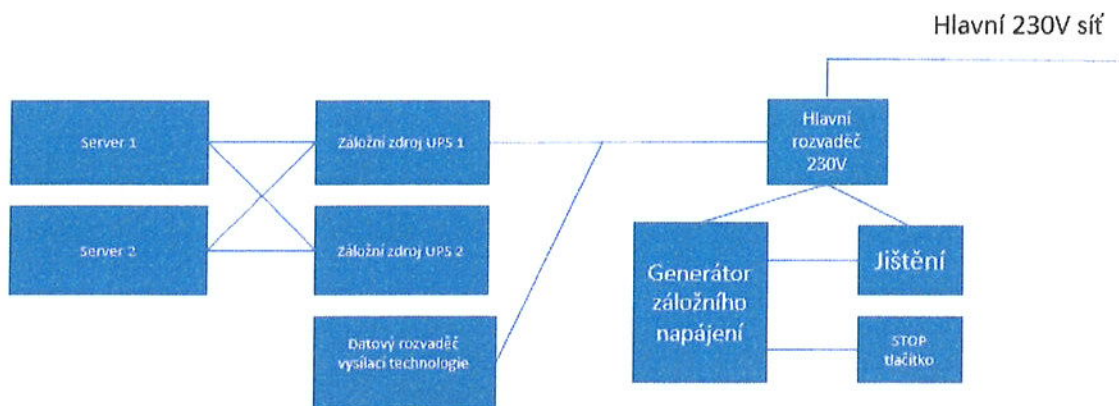 Hlavní 230V síť
Server 1
Záložní zdroj UPS 1
Hlavní
rozvaděč
230V
Server 2
Záložní zdroj UPS 2
Generátor
záložního
napájení
Jištění
Datový rozvaděč
vysílací technologie
STOP
tlačítko